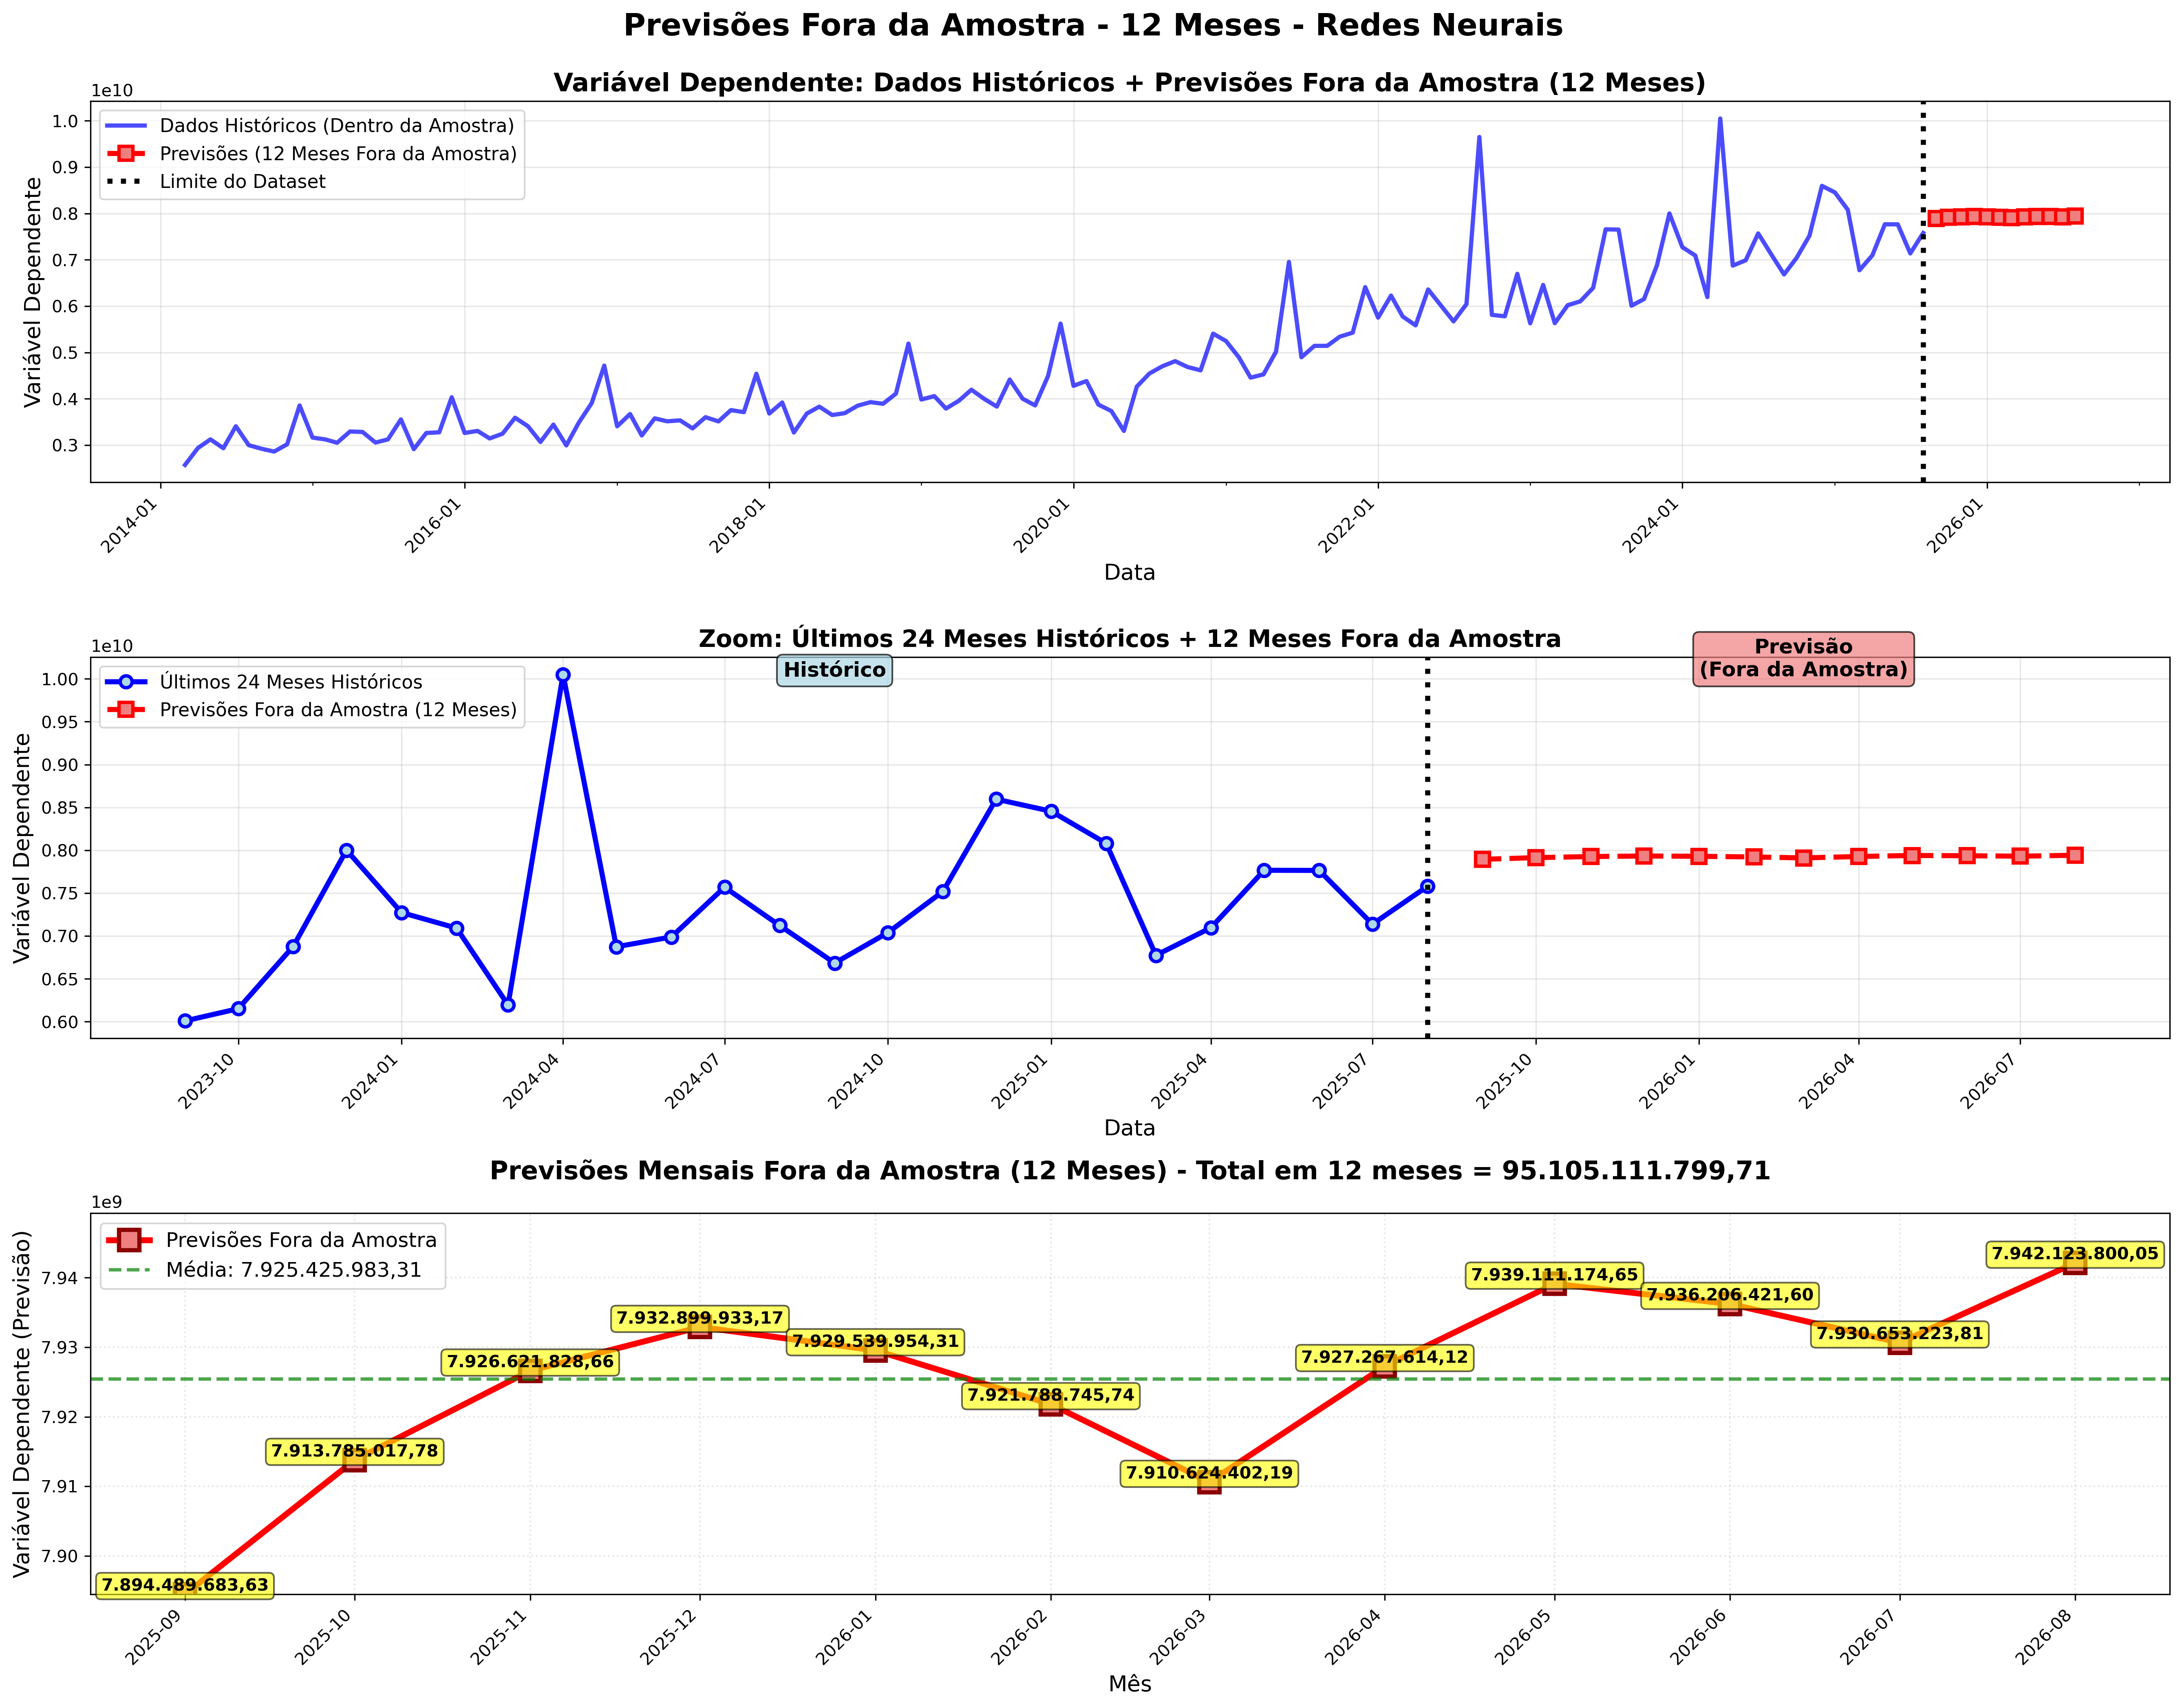 Previsões Fora da Amostra - 12 Meses - Redes Neurais
Variável Dependente: Dados Históricos + Previsões Fora da Amostra (12 Meses)
1e10
Dados Históricos (Dentro da Amostra)
Previsões (12 Meses Fora da Amostra)
Limite do Dataset
Variável Dependente
1.0
0.9
0.8
0.7
0.6
0.5
0.4
0.3
2014-01
2016-01
2018-01
2020-01
2022-01
2024-01
2026-01
Data
Zoom: Últimos 24 Meses Históricos + 12 Meses Fora da Amostra
1e10
Últimos 24 Meses Históricos
Previsões Fora da Amostra (12 Meses)
Histórico
Previsão
(Fora da Amostra)
Variável Dependente
1.00
0.95
0.90
0.85
0.80
0.75
0.70
0.65
0.60
2023-10
2024-01
2024-04
2024-07
2024-10
2025-01
2025-04
2025-07
2025-10
2026-01
2026-04
2026-07
Data
Previsões Mensais Fora da Amostra (12 Meses) - Total em 12 meses = 95.105.111.799,71
1e9
Previsões Fora da Amostra
Média: 7.925.425.983,31
Variável Dependente (Previsão)
7.94
7.93
7.92
7.91
7.90
7.894.489.683,63
7.913.785.017,78
7.926.621.828,66
7.932.899.933,17
7.929.539.954,31
7.921.788.745,74
7.910.624.402,19
7.927.267.614,12
7.939.111.174,65
7.936.206.421,60
7.930.653.223,81
7.942.123.800,05
2025-09
2025-10
2025-11
2025-12
2026-01
2026-02
2026-03
2026-04
2026-05
2026-06
2026-07
2026-08
Mês